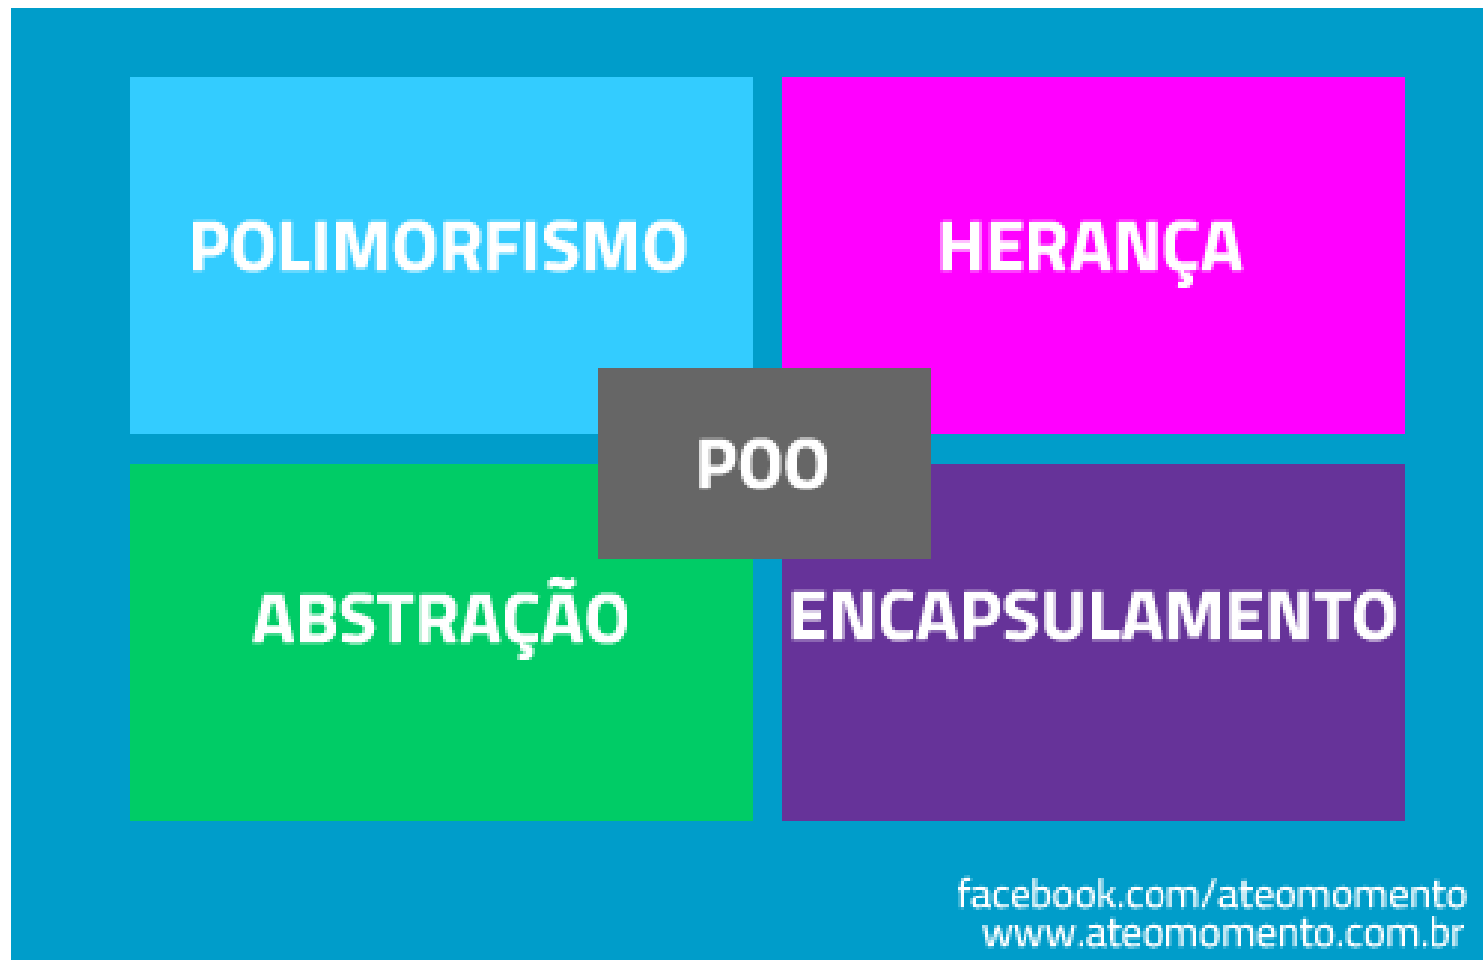 POLIMORFISMO
HERANÇA
POO
ABSTRAÇÃO
ENCAPSULAMENTO
facebook.com/ateomomento
www.ateomomento.com.br